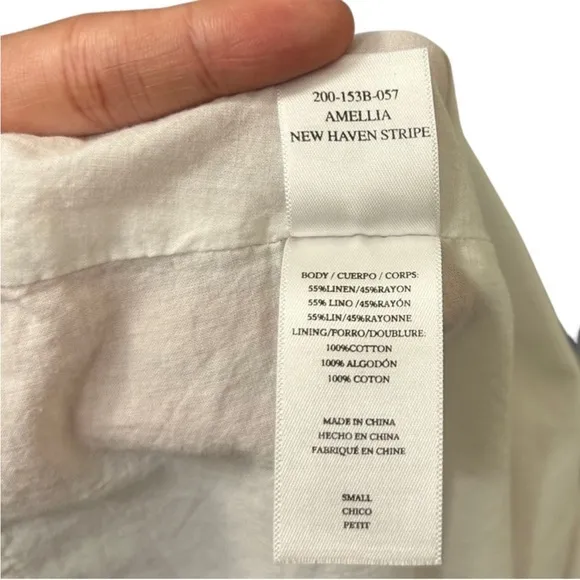 200-153B-057
AMELLIA
NEW HAVEN STRIPE
BODY / CUERPO / CORPS:
55%LINEN/45%RAYON
55% LINO /45%RAYÓN
55%LIN/45%RAYONNE
LINING/FORRO/DOUBLURE:
100%COTTON
100% ALGODÓN
100% COTON
MADE IN CHINA
HECHO EN CHINA
FABRIQUÉ EN CHINE
SMALL
CHICO
PETIT